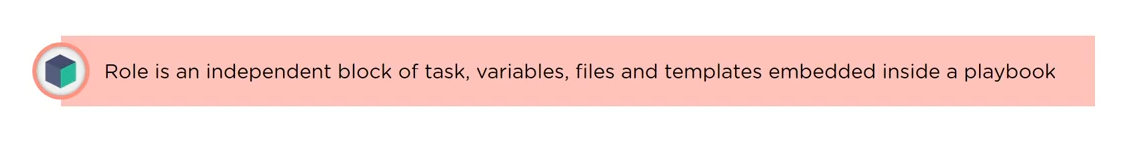 Role is an independent block of task, variables, files and templates embedded inside a playbook